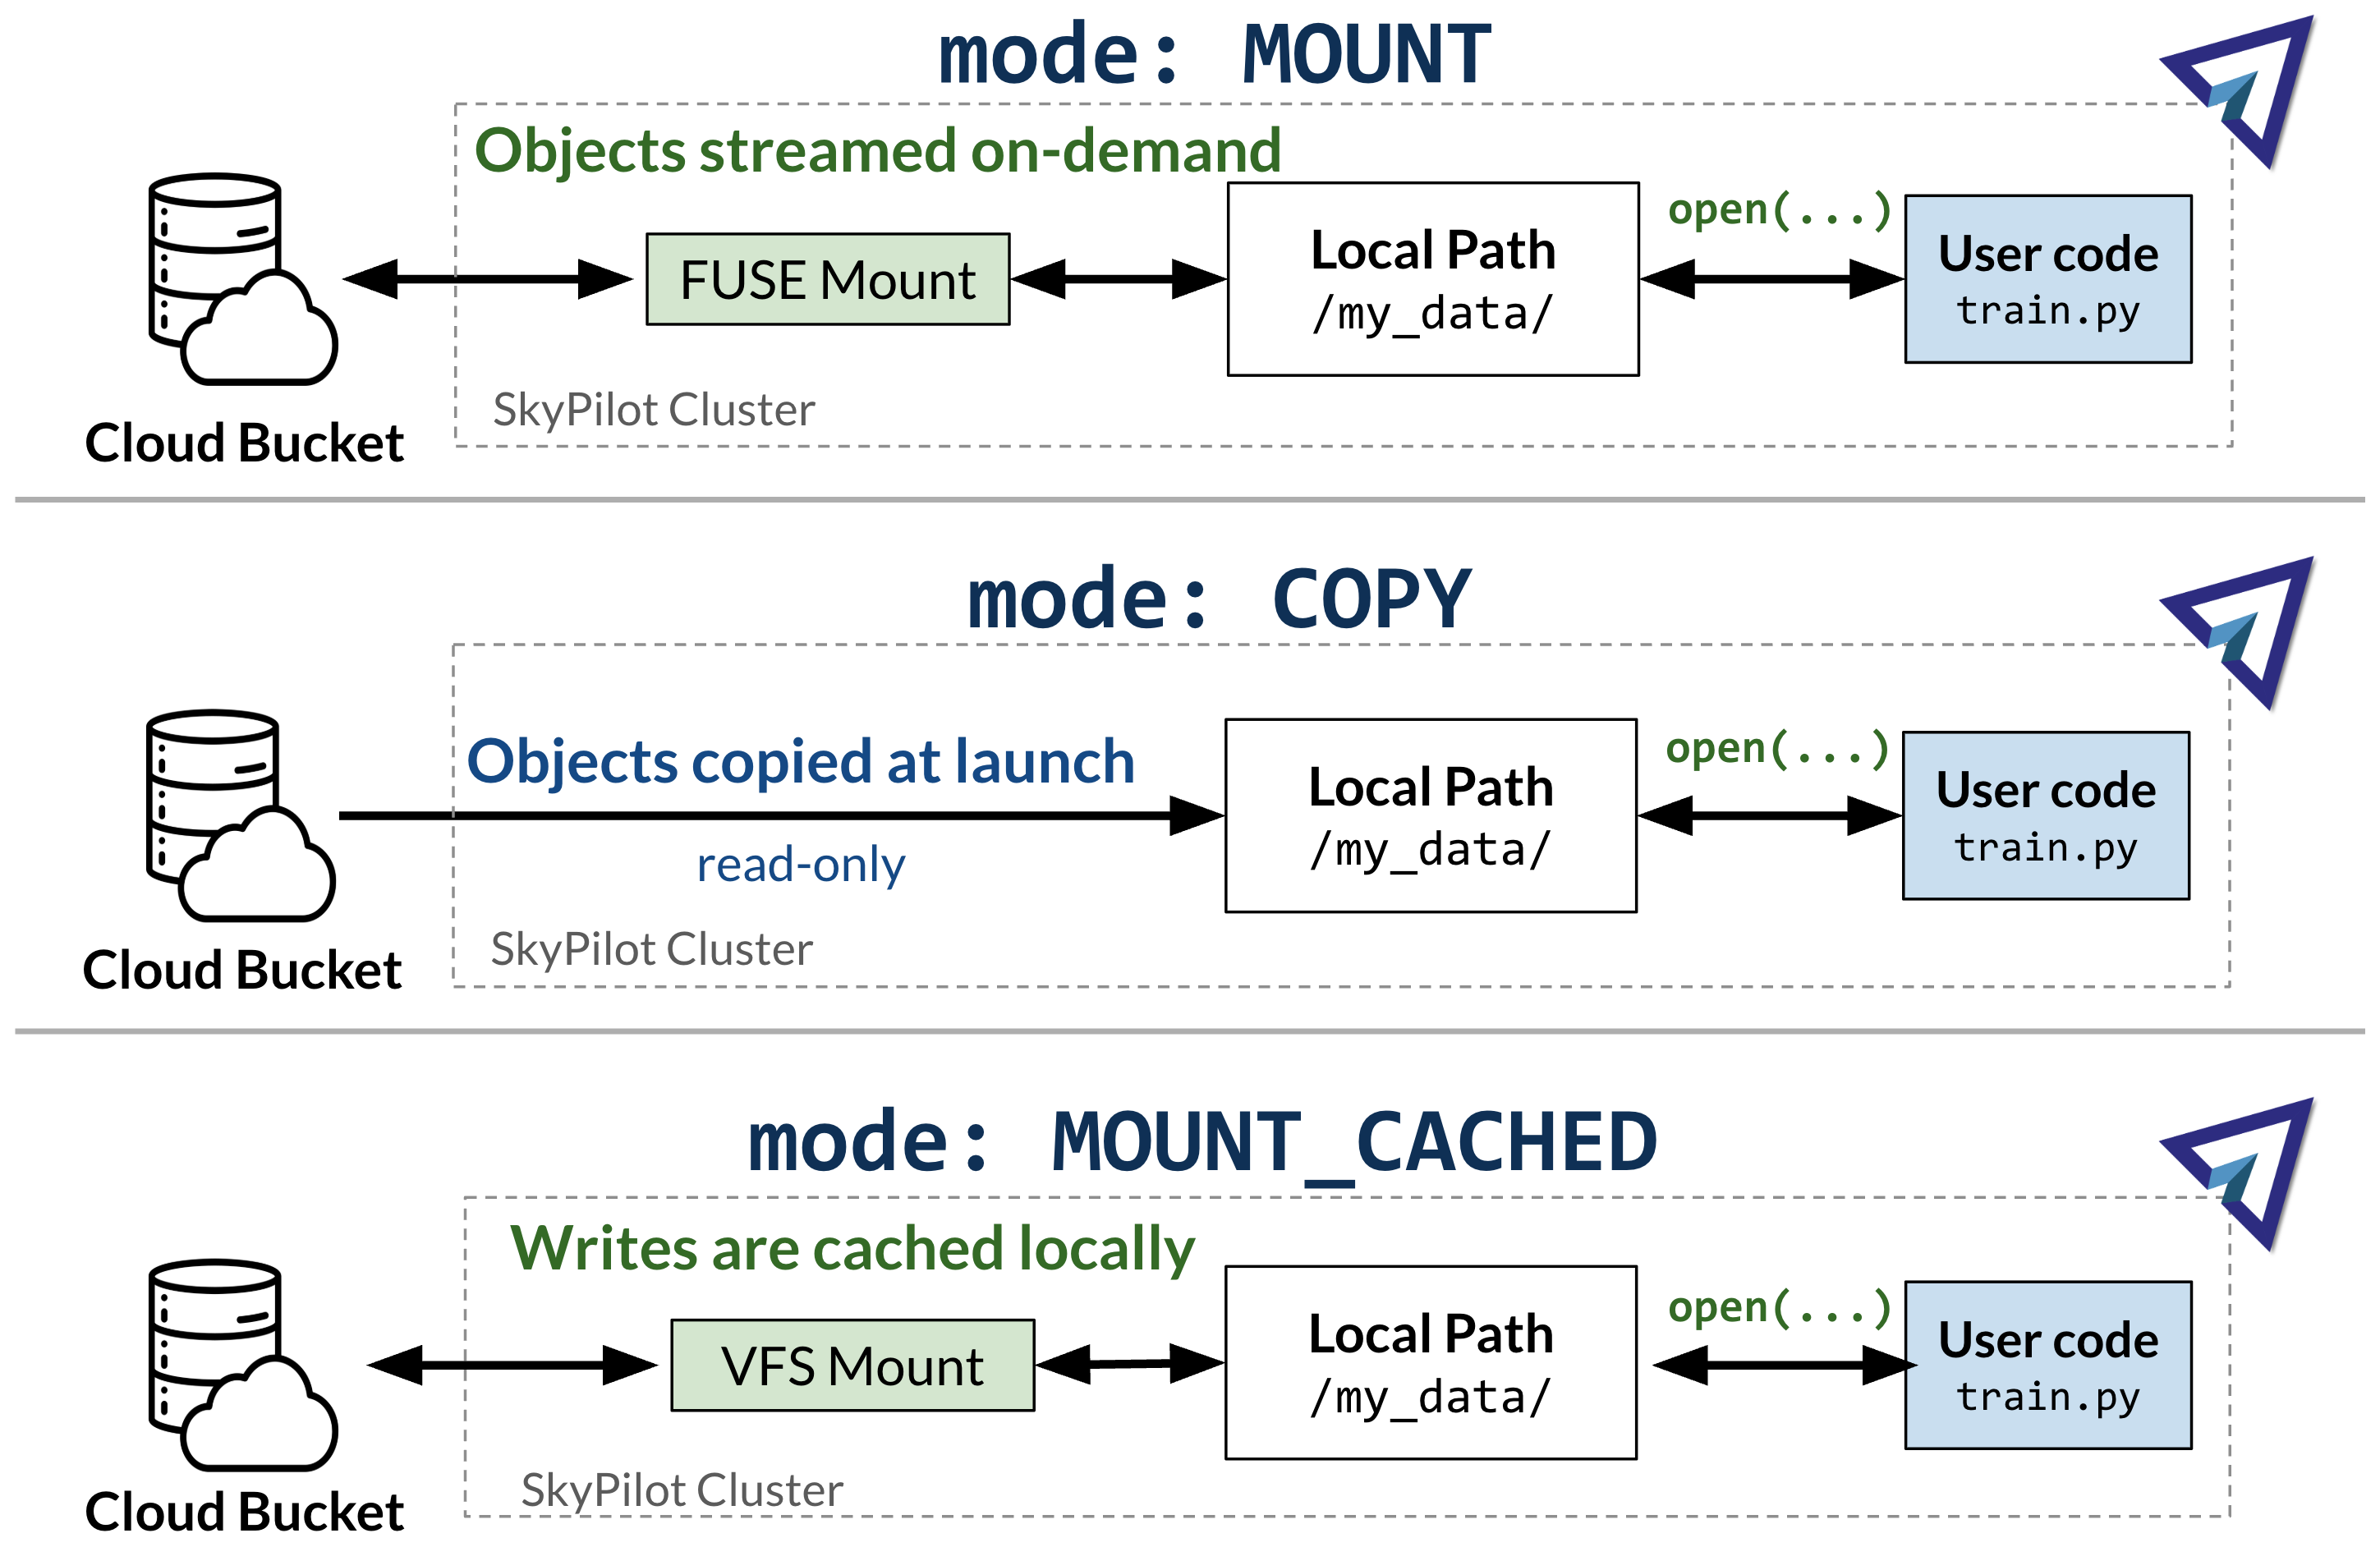 mode: MOUNT
Objects streamed on-demand
FUSE Mount
Local Path
/my_data/
open(...)
User code
train.py
SkyPilot Cluster
Cloud Bucket
mode: COPY
Objects copied at launch
read-only
Local Path
/my_data/
open(...)
User code
train.py
SkyPilot Cluster
Cloud Bucket
mode: MOUNT_CACHED
Writes are cached locally
VFS Mount
Local Path
/my_data/
open(...)
User code
train.py
SkyPilot Cluster
Cloud Bucket